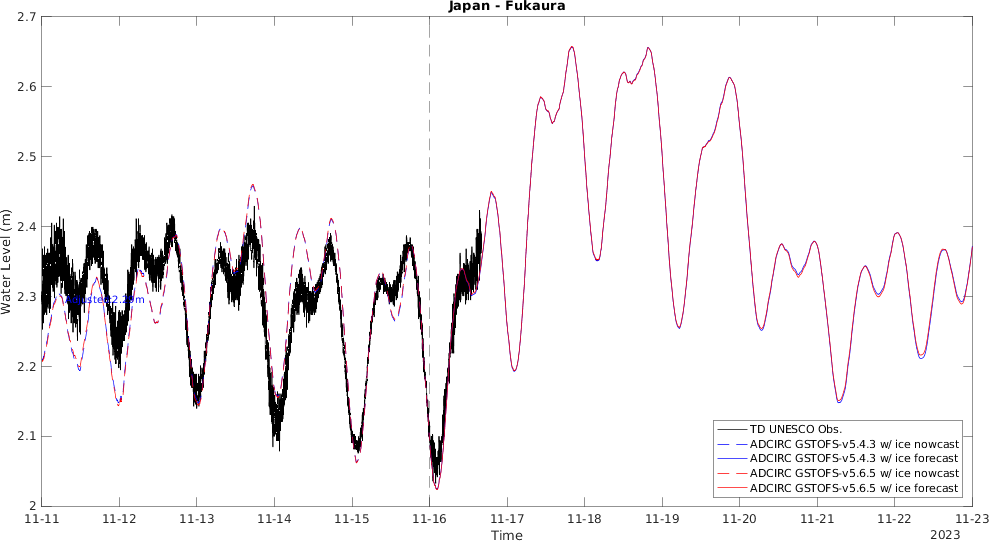 Japan - Fukaura
Water Level (m)
2.7
2.6
2.5
2.4
2.3
2.2
2.1
2
TD UNESCO Obs.
ADCIRC GSTOFS-v5.4.3 w/ ice nowcast
ADCIRC GSTOFS-v5.4.3 w/ ice forecast
ADCIRC GSTOFS-v5.6.5 w/ ice nowcast
ADCIRC GSTOFS-v5.6.5 w/ ice forecast
11-11 11-12 11-13 11-14 11-15 11-16 11-17 11-18 11-19 11-20 11-21 11-22 11-23
Time
2023